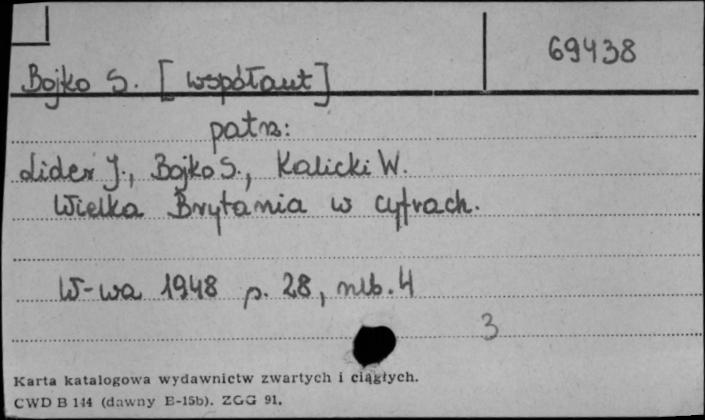 69438
Bojko S. [współaut]
patrz:
Lider J., Bojko S., Kalicki W.
Wielka Brytania w cyfrach.
W-wa 1948 p. 28, nlb. 4
3
Karta katalogowa wydawnictw zwartych i ciągłych.
CWD B 144 (dawny E-15b). ZGG 91.